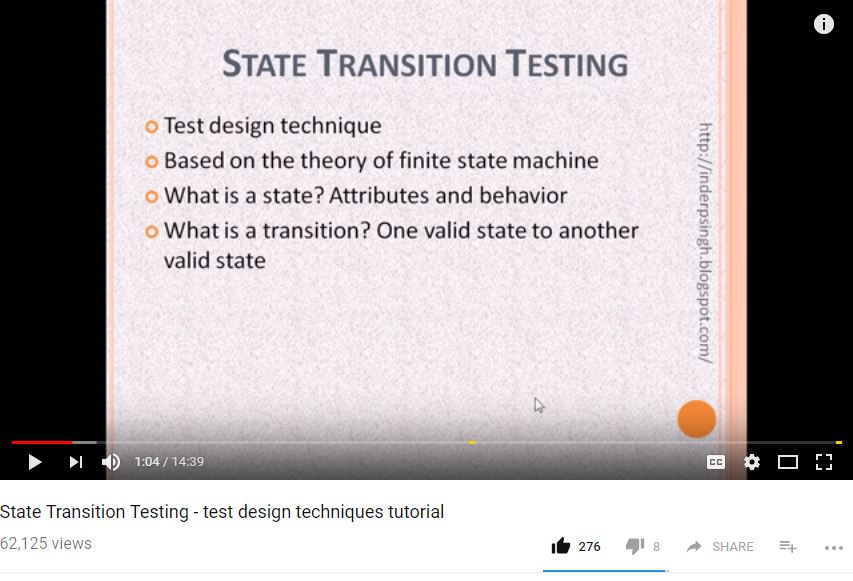 STATE TRANSITION TESTING
Test design technique
Based on the theory of finite state machine
What is a state? Attributes and behavior
What is a transition? One valid state to another
valid state
http://inderpsingh.blogspot.com/
1:04 / 14:39
CC
State Transition Testing - test design techniques tutorial
62,125 views
276
8
SHARE